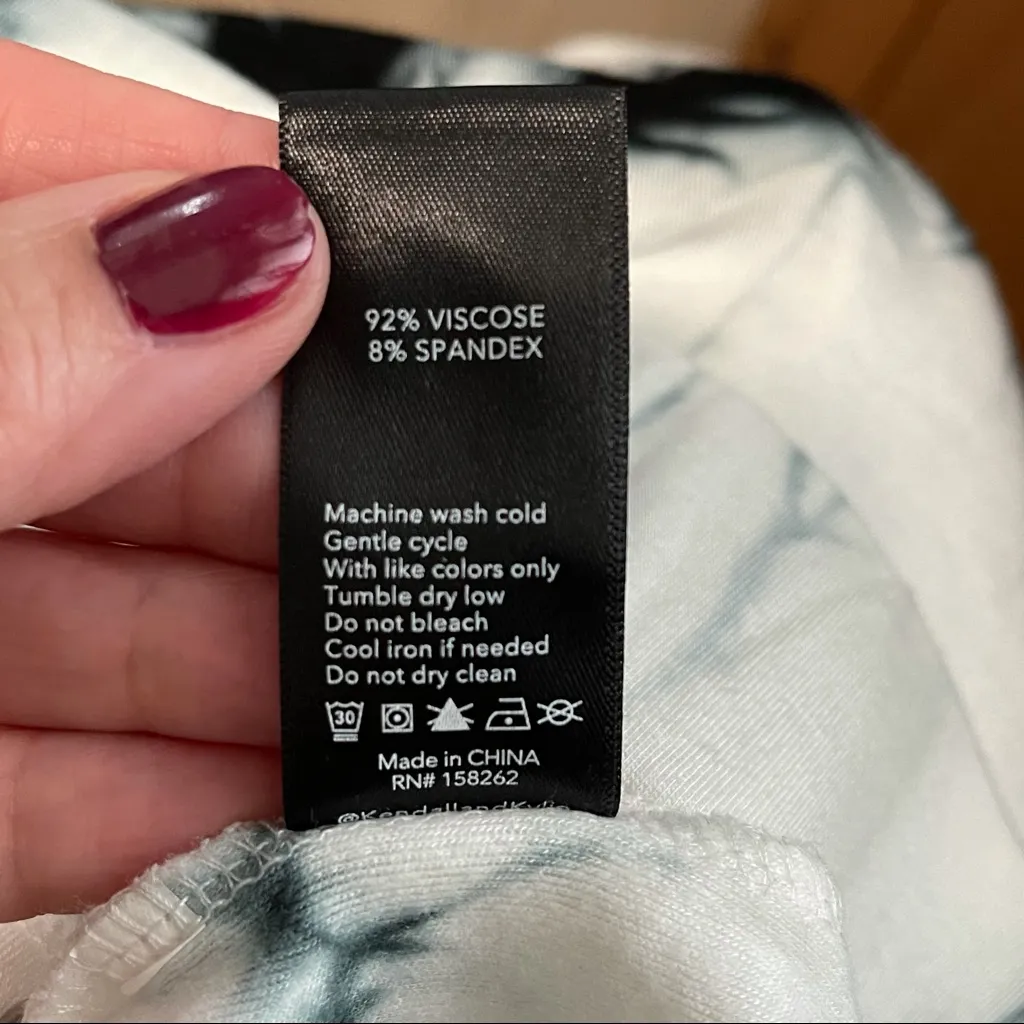 92% VISCOSE
8% SPANDEX
Machine wash cold
Gentle cycle
With like colors only
Tumble dry low
Do not bleach
Cool iron if needed
Do not dry clean
30
Made in CHINA
RN# 158262
@KendallandKylie